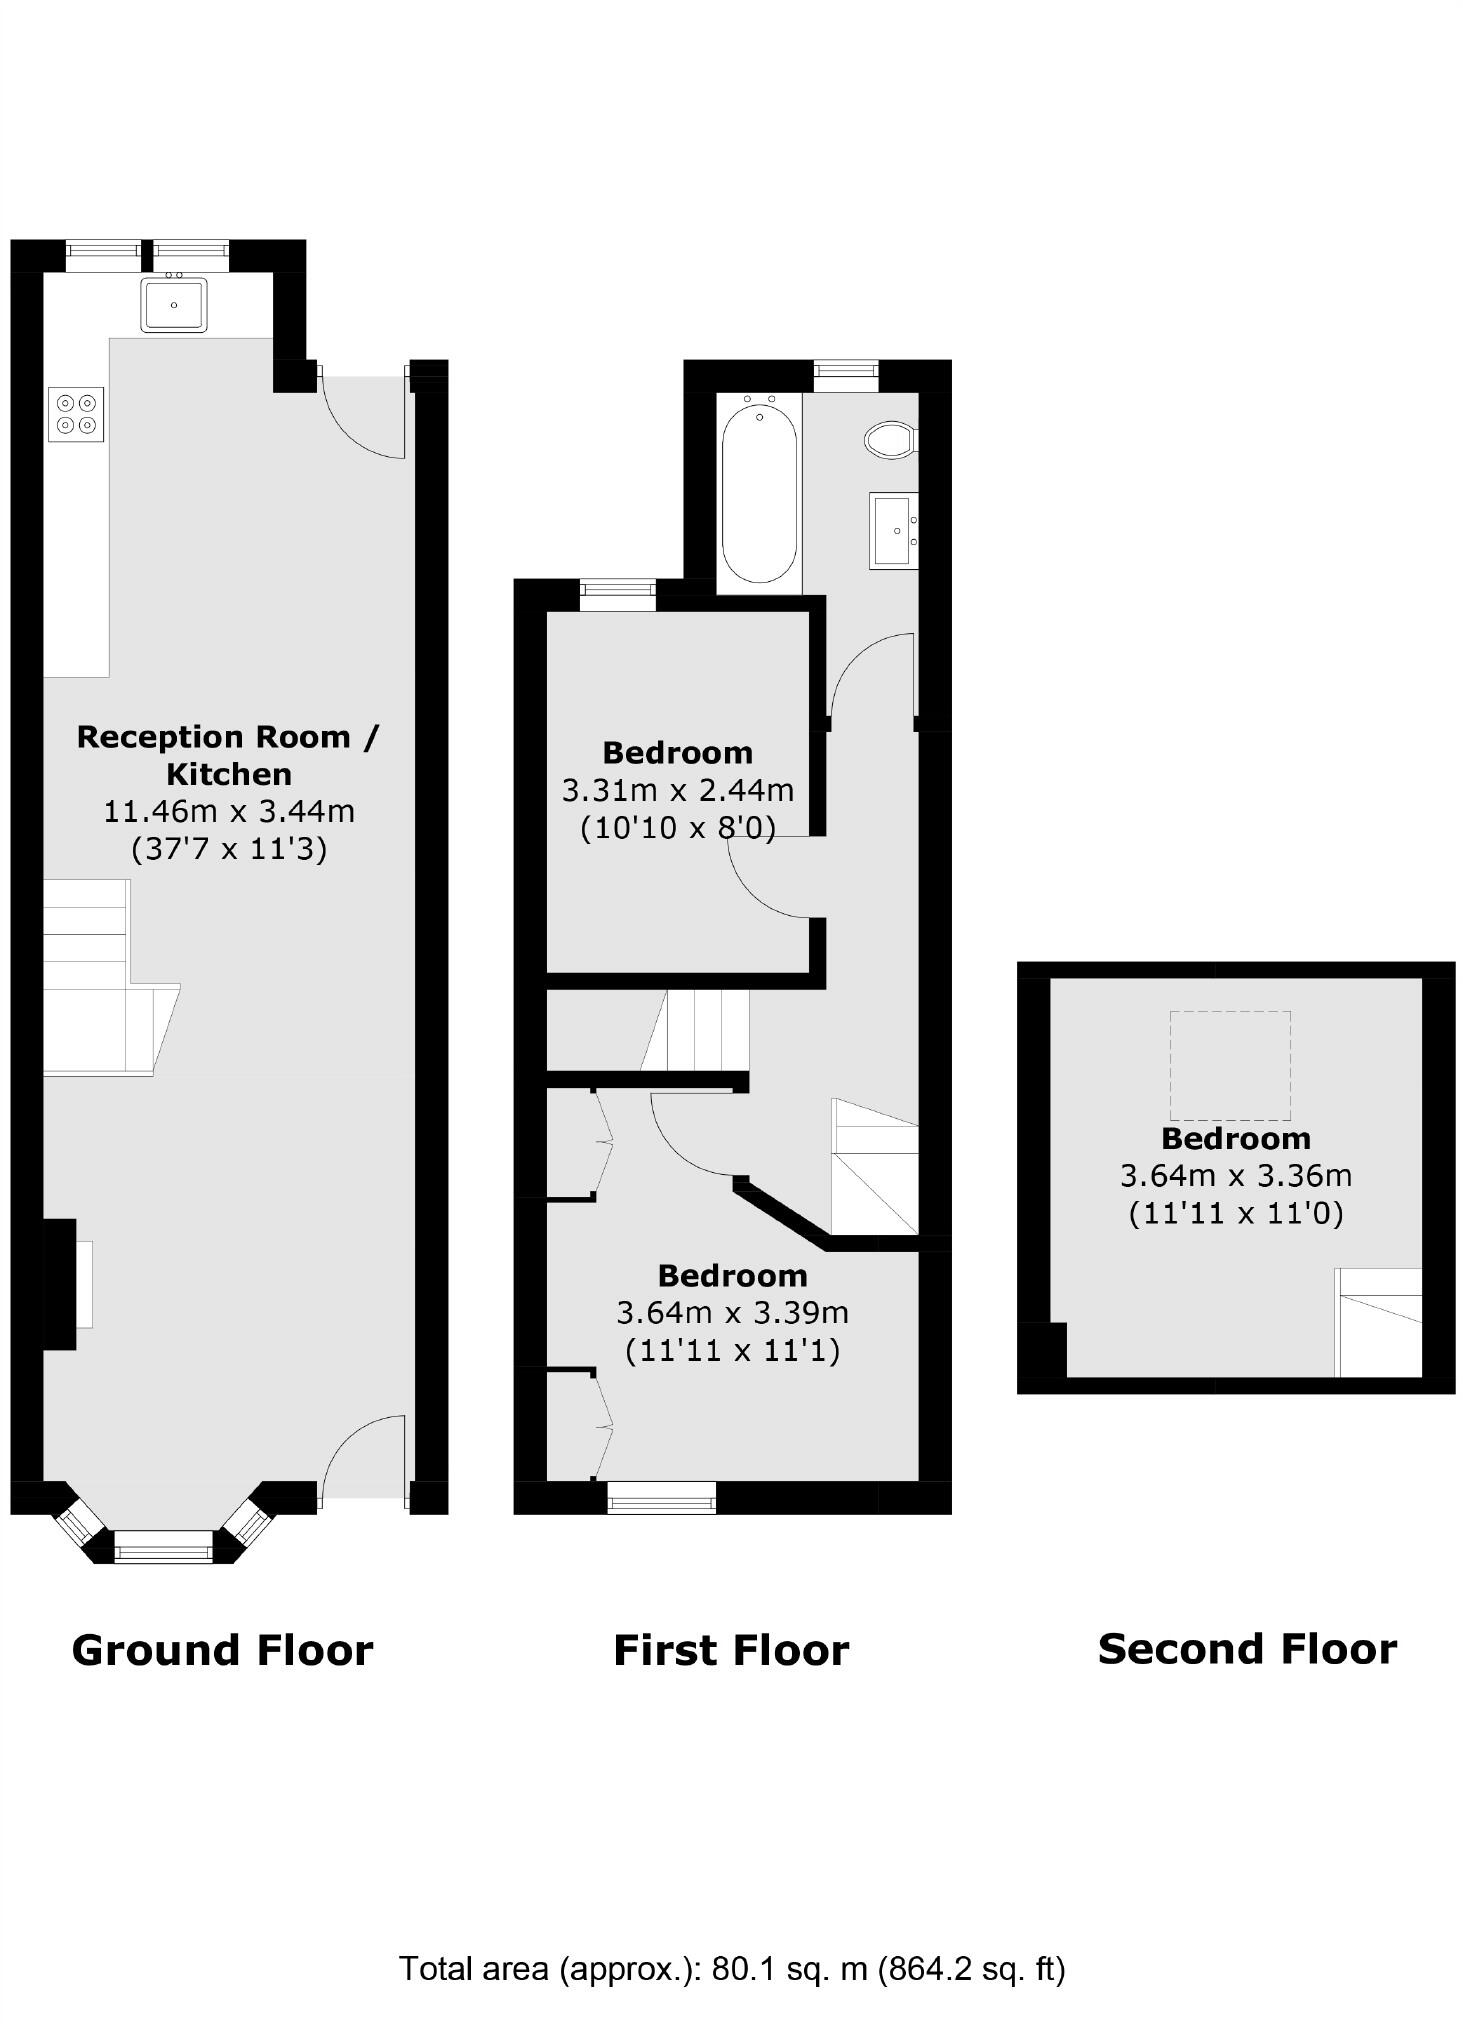 Reception Room /
Kitchen
11.46m x 3.44m
(37'7 x 11'3)
Bedroom
3.31m x 2.44m
(10'10 x 8'0)
Bedroom
3.64m x 3.39m
(11'11 x 11'1)
Bedroom
3.64m x 3.36m
(11'11 x 11'0)
Ground Floor
First Floor
Second Floor
Total area (approx.): 80.1 sq. m (864.2 sq. ft)